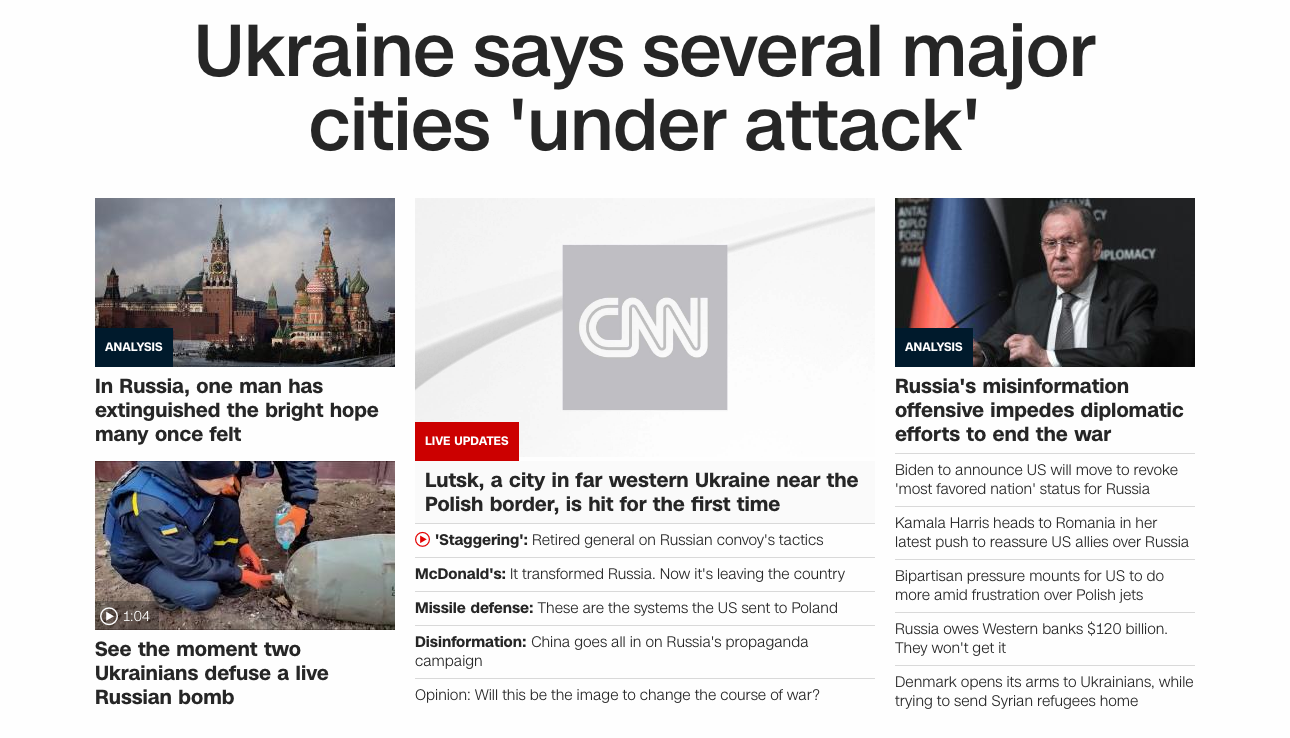 Ukraine says several major
cities 'under attack'
ANALYSIS
In Russia, one man has
extinguished the bright hope
many once felt
1:04
See the moment two
Ukrainians defuse a live
Russian bomb
CNN
LIVE UPDATES
Lutsk, a city in far western Ukraine near the
Polish border, is hit for the first time
'Staggering': Retired general on Russian convoy's tactics
McDonald's: It transformed Russia. Now it's leaving the country
Missile defense: These are the systems the US sent to Poland
Disinformation: China goes all in on Russia's propaganda
campaign
Opinion: Will this be the image to change the course of war?
ANTALYA
CY
DIPLOMACY
ANALYSIS
Russia's misinformation
offensive impedes diplomatic
efforts to end the war
Biden to announce US will move to revoke
'most favored nation' status for Russia
Kamala Harris heads to Romania in her
latest push to reassure US allies over Russia
Bipartisan pressure mounts for US to do
more amid frustration over Polish jets
Russia owes Western banks $120 billion.
They won't get it
Denmark opens its arms to Ukrainians, while
trying to send Syrian refugees home